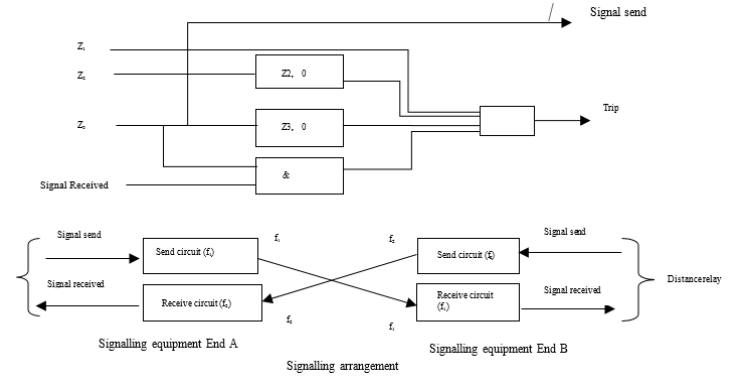 Signal send
Z₁
Z₂
Z2, 0
Trip
Z₃
Z3, 0
&
Signal Received
Signal send
Send circuit (f₁)
f₁
f₂
Send circuit (f₂)
Signal send
Signal received
Receive circuit (f₂)
Receive circuit
(f₁)
Signal received
Distancerelay
f₂
f₁
Signalling equipment End A
Signalling equipment End B
Signalling arrangement